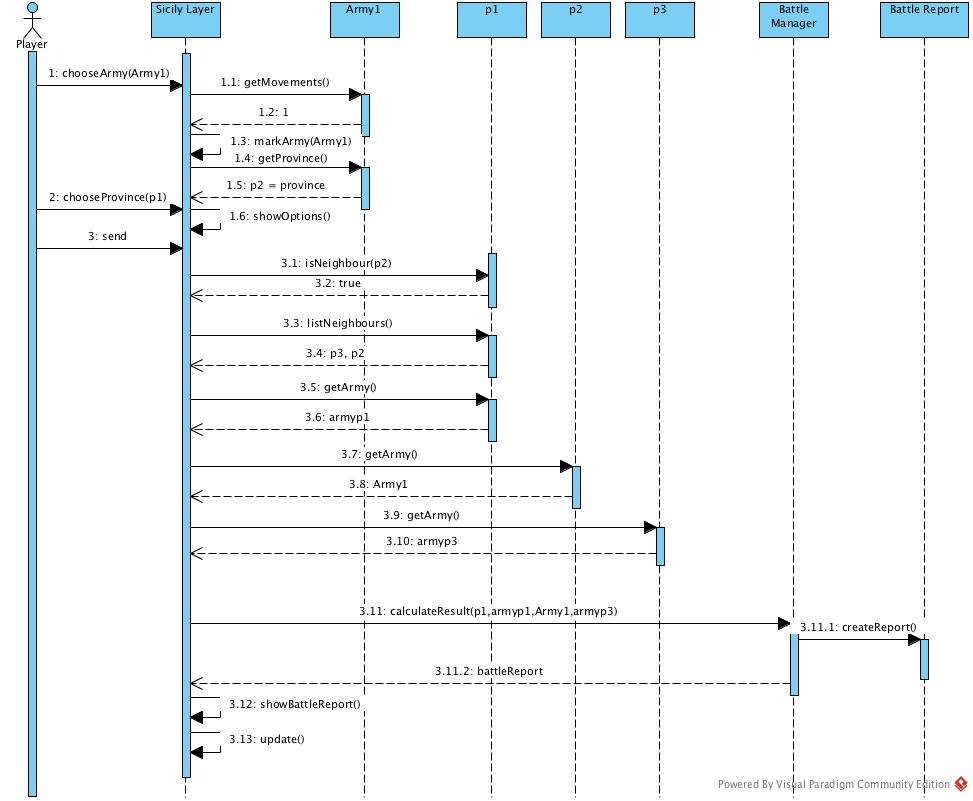 Player
Sicily Layer
Army1
p1
p2
p3
Battle
Manager
Battle Report
1: chooseArmy(Army1)
1.1: getMovements()
1.2: 1
1.3: markArmy(Army1)
1.4: getProvince()
1.5: p2 = province
2: chooseProvince(p1)
1.6: showOptions()
3: send
3.1: isNeighbour(p2)
3.2: true
3.3: listNeighbours()
3.4: p3, p2
3.5: getArmy()
3.6: armyp1
3.7: getArmy()
3.8: Army1
3.9: getArmy()
3.10: armyp3
3.11: calculateResult(p1,armyp1,Army1,armyp3)
3.11.1: createReport()
3.11.2: battleReport
3.12: showBattleReport()
3.13: update()
Powered By Visual Paradigm Community Edition